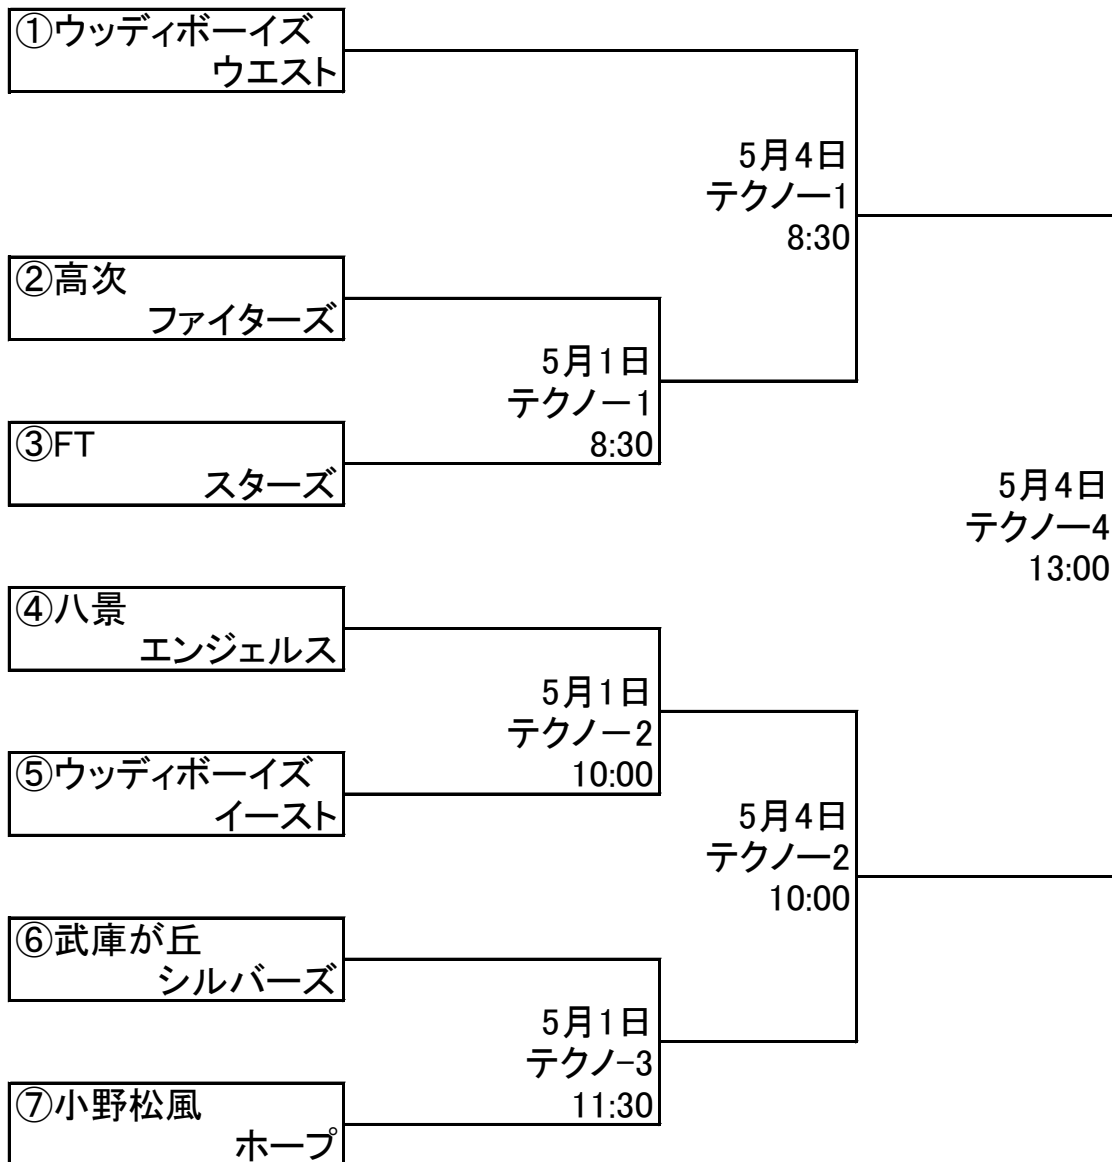 ①ウッディボーイズ
ウエスト
5月4日
テクノー1
8:30
②高次
ファイターズ
5月1日
テクノー1
8:30
③FT
スターズ
5月4日
テクノー4
13:00
④八景
エンジェルス
5月1日
テクノー2
10:00
⑤ウッディボーイズ
イースト
5月4日
テクノー2
10:00
⑥武庫が丘
シルバーズ
5月1日
テクノ-3
11:30
⑦小野松風
ホープ